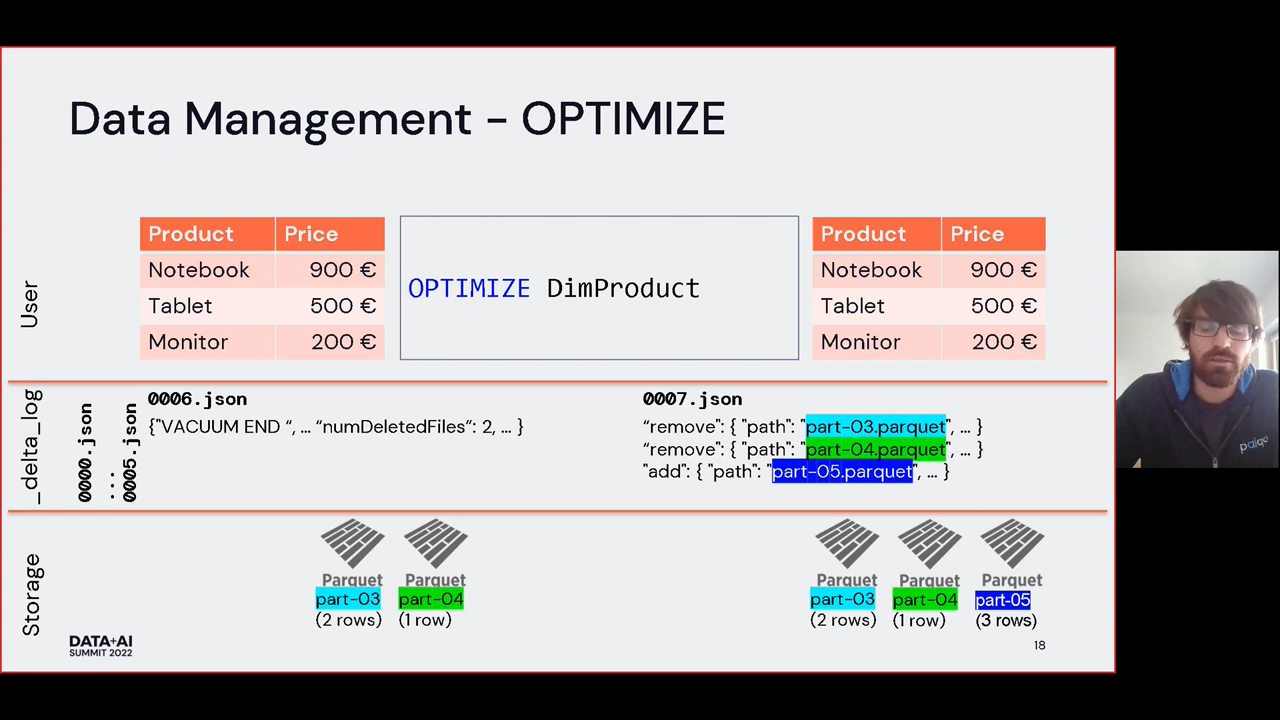 Data Management - OPTIMIZE
User
Product Price
Notebook 900 €
Tablet 500 €
Monitor 200 €
OPTIMIZE DimProduct
Product Price
Notebook 900 €
Tablet 500 €
Monitor 200 €
_delta_log
0000.json
...
0005.json
0006.json
{"VACUUM END “, … “numDeletedFiles”: 2, … }
0007.json
“remove": { "path": "part-03.parquet", … }
“remove": { "path": "part-04.parquet", … }
"add": { "path": "part-05.parquet", … }
Storage
Parquet
part-03
(2 rows)
Parquet
part-04
(1 row)
Parquet
part-03
(2 rows)
Parquet
part-04
(1 row)
Parquet
part-05
(3 rows)
DATA+AI
SUMMIT 2022
18
paiqo